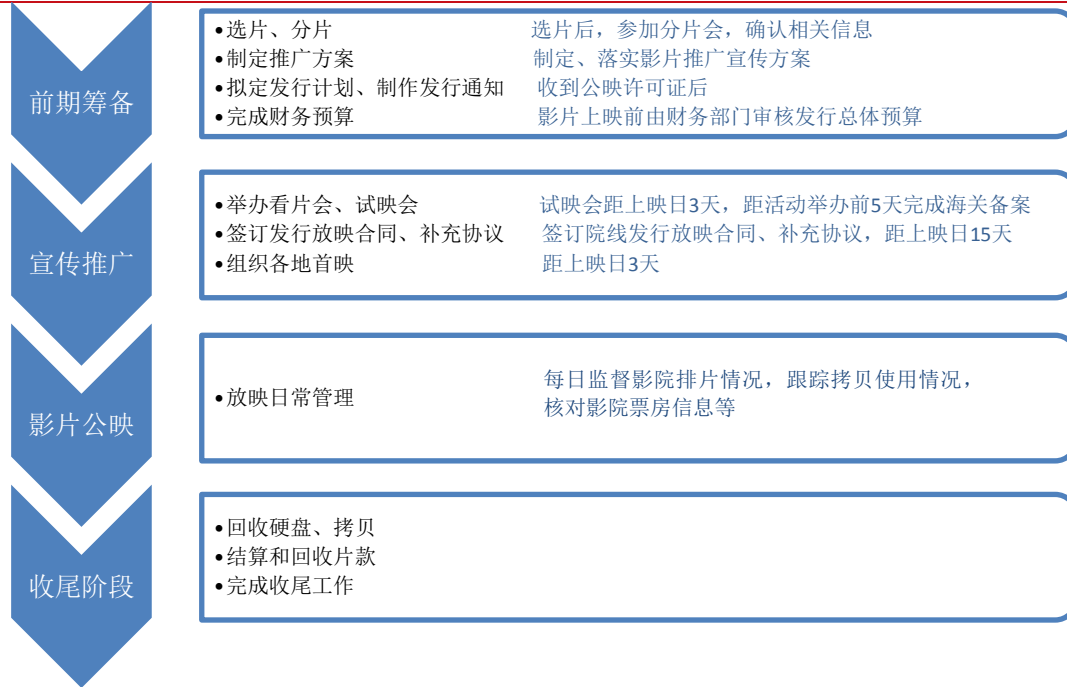 前期筹备
•选片、分片 选片后，参加分片会，确认相关信息
•制定推广方案 制定、落实影片推广宣传方案
•拟定发行计划、制作发行通知 收到公映许可证后
•完成财务预算 影片上映前由财务部门审核发行总体预算
宣传推广
•举办看片会、试映会 试映会距上映日3天，距活动举办前5天完成海关备案
•签订发行放映合同、补充协议 签订院线发行放映合同、补充协议，距上映日15天
•组织各地首映 距上映日3天
影片公映
•放映日常管理 每日监督影院排片情况，跟踪拷贝使用情况，
核对影院票房信息等
收尾阶段
•回收硬盘、拷贝
•结算和回收片款
•完成收尾工作